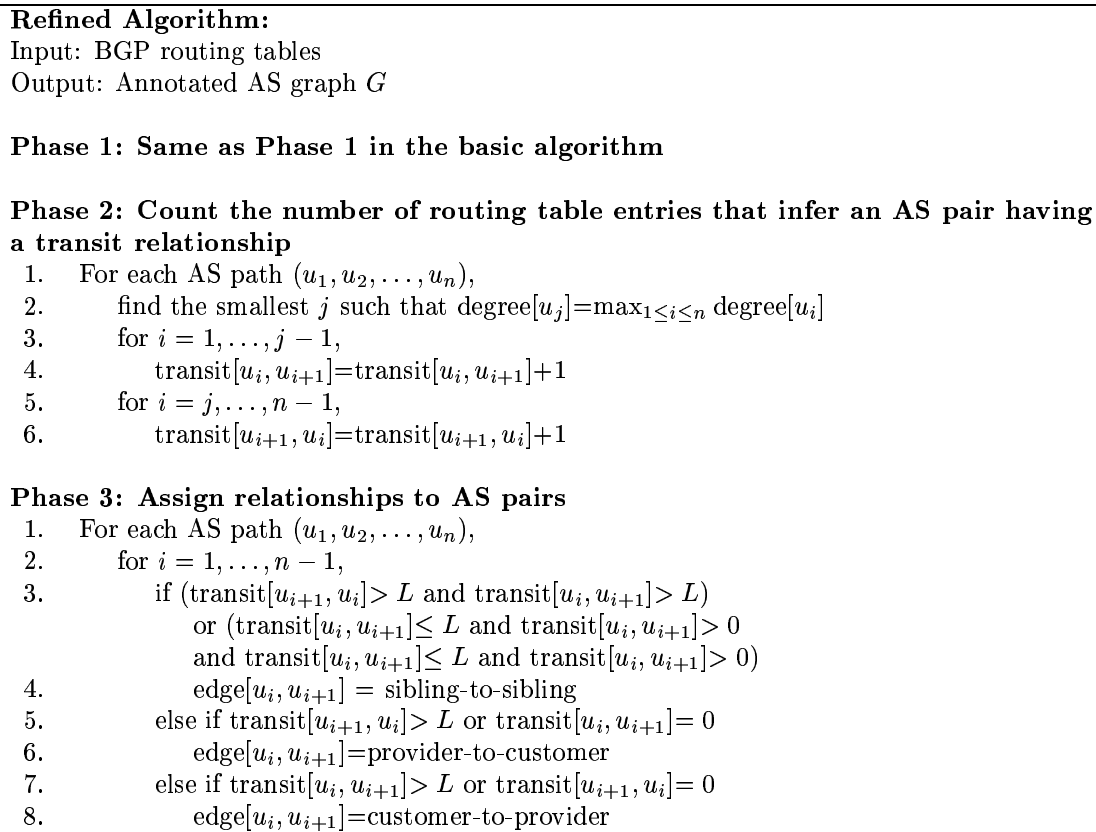 Refined Algorithm:
Input: BGP routing tables
Output: Annotated AS graph G
Phase 1: Same as Phase 1 in the basic algorithm
Phase 2: Count the number of routing table entries that infer an AS pair having
a transit relationship
1. For each AS path (u₁, u₂, . . . , uₙ),
2. find the smallest j such that degree[uⱼ]=max₁≤ᵢ≤ₙ degree[uᵢ]
3. for i = 1, . . . , j − 1,
4. transit[uᵢ, uᵢ₊₁]=transit[uᵢ, uᵢ₊₁]+1
5. for i = j, . . . , n − 1,
6. transit[uᵢ₊₁, uᵢ]=transit[uᵢ₊₁, uᵢ]+1
Phase 3: Assign relationships to AS pairs
1. For each AS path (u₁, u₂, . . . , uₙ),
2. for i = 1, . . . , n − 1,
3. if (transit[uᵢ₊₁, uᵢ]> L and transit[uᵢ, uᵢ₊₁]> L)
or (transit[uᵢ, uᵢ₊₁]≤ L and transit[uᵢ, uᵢ₊₁]> 0
and transit[uᵢ, uᵢ₊₁]≤ L and transit[uᵢ, uᵢ₊₁]> 0)
4. edge[uᵢ, uᵢ₊₁] = sibling-to-sibling
5. else if transit[uᵢ₊₁, uᵢ]> L or transit[uᵢ, uᵢ₊₁]= 0
6. edge[uᵢ, uᵢ₊₁]=provider-to-customer
7. else if transit[uᵢ, uᵢ₊₁]> L or transit[uᵢ₊₁, uᵢ]= 0
8. edge[uᵢ, uᵢ₊₁]=customer-to-provider